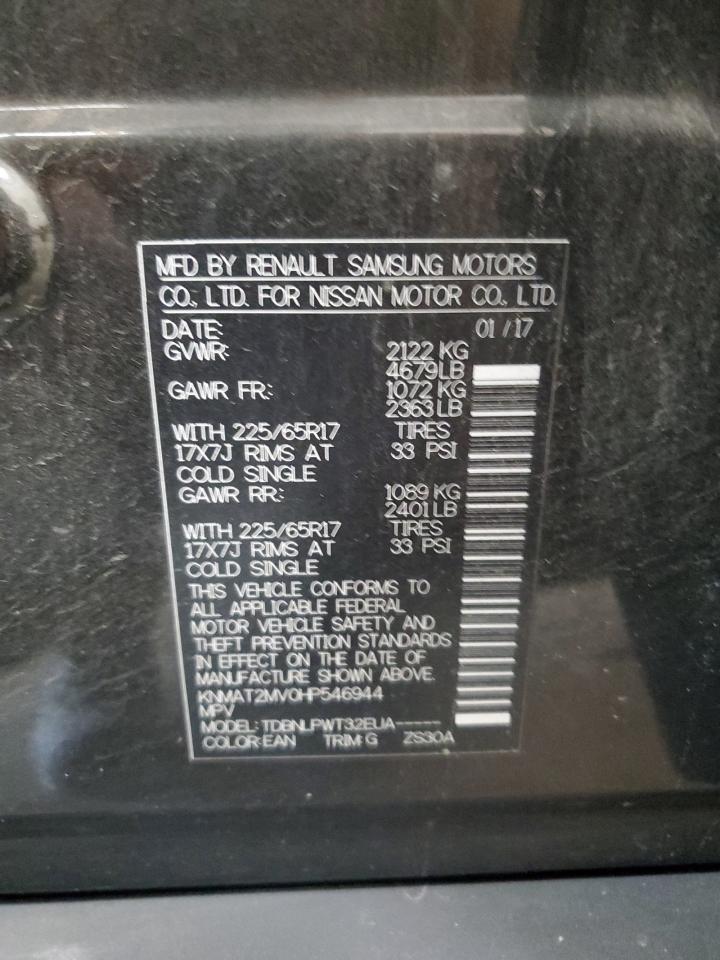 MFD BY RENAULT SAMSUNG MOTORS
CO., LTD. FOR NISSAN MOTOR CO., LTD.
DATE: 01 / 17
GVWR: 2122 KG
4679LB
GAWR FR: 1072 KG
2363 LB
WITH 225/65R17 TIRES
17X7J RIMS AT 33 PSI
COLD SINGLE
GAWR RR: 1089 KG
2401LB
WITH 225/65R17 TIRES
17X7J RIMS AT 33 PSI
COLD SINGLE
THIS VEHICLE CONFORMS TO
ALL APPLICABLE FEDERAL
MOTOR VEHICLE SAFETY AND
THEFT PREVENTION STANDARDS
IN EFFECT ON THE DATE OF
MANUFACTURE SHOWN ABOVE.
KNMAT2MV0HP546944
MPV
MODEL: TDBNLPWT32EUA-----
COLOR:EAN TRIM:G ZS30A